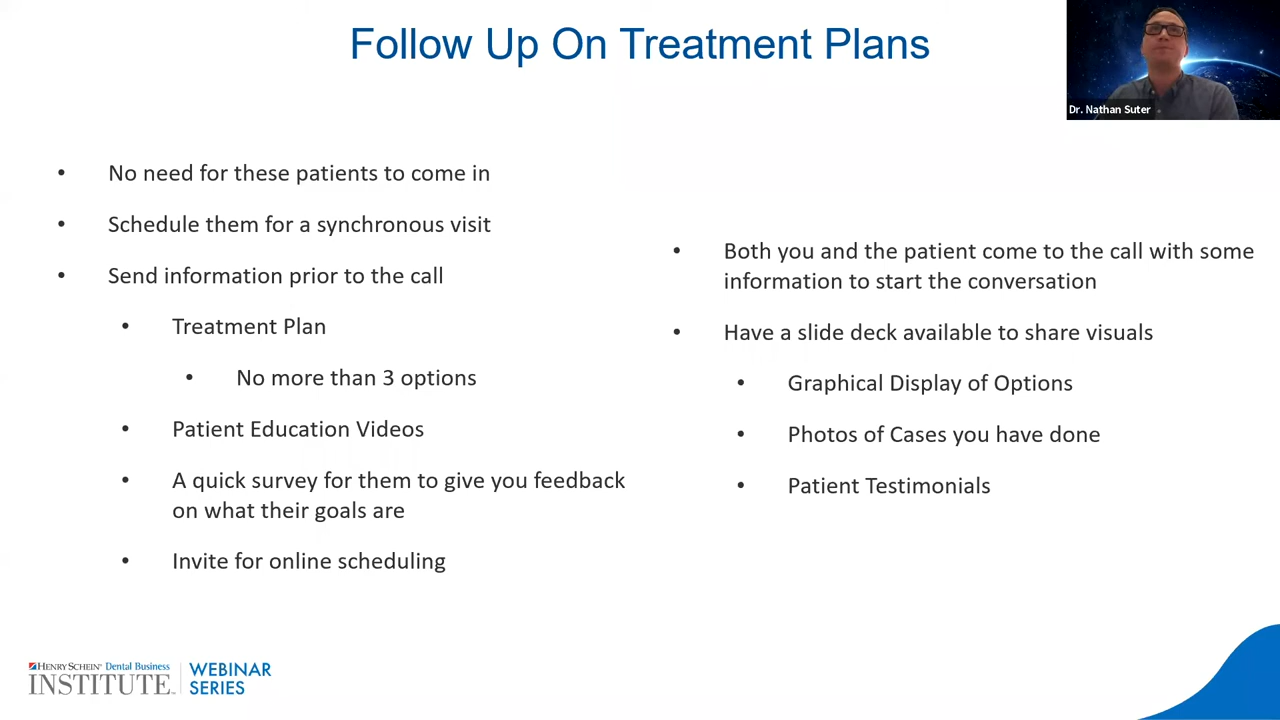 Follow Up On Treatment Plans
Dr. Nathan Suter
• No need for these patients to come in
• Schedule them for a synchronous visit
• Send information prior to the call
• Treatment Plan
• No more than 3 options
• Patient Education Videos
• A quick survey for them to give you feedback
on what their goals are
• Invite for online scheduling
• Both you and the patient come to the call with some
information to start the conversation
• Have a slide deck available to share visuals
• Graphical Display of Options
• Photos of Cases you have done
• Patient Testimonials
HENRY SCHEIN® Dental Business
INSTITUTE™
WEBINAR
SERIES